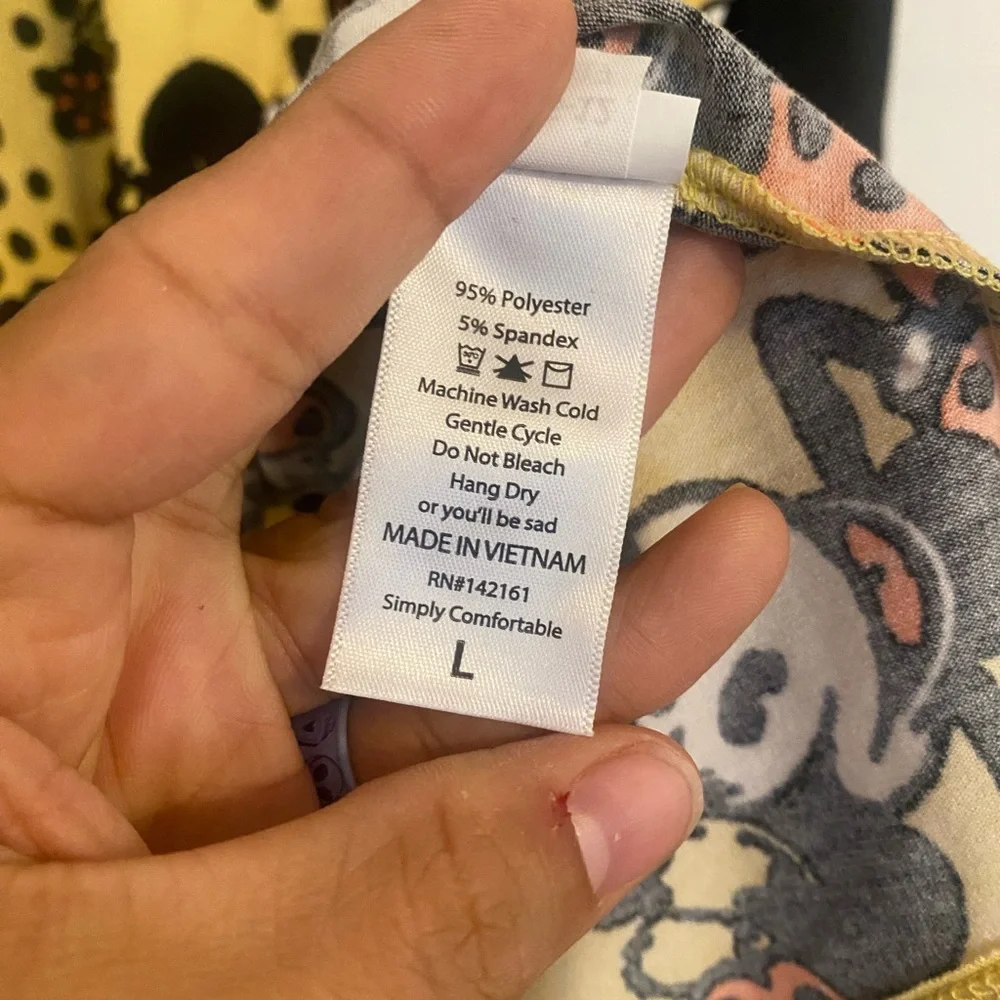 95% Polyester
5% Spandex
Machine Wash Cold
Gentle Cycle
Do Not Bleach
Hang Dry
or you'll be sad
MADE IN VIETNAM
RN#142161
Simply Comfortable
L